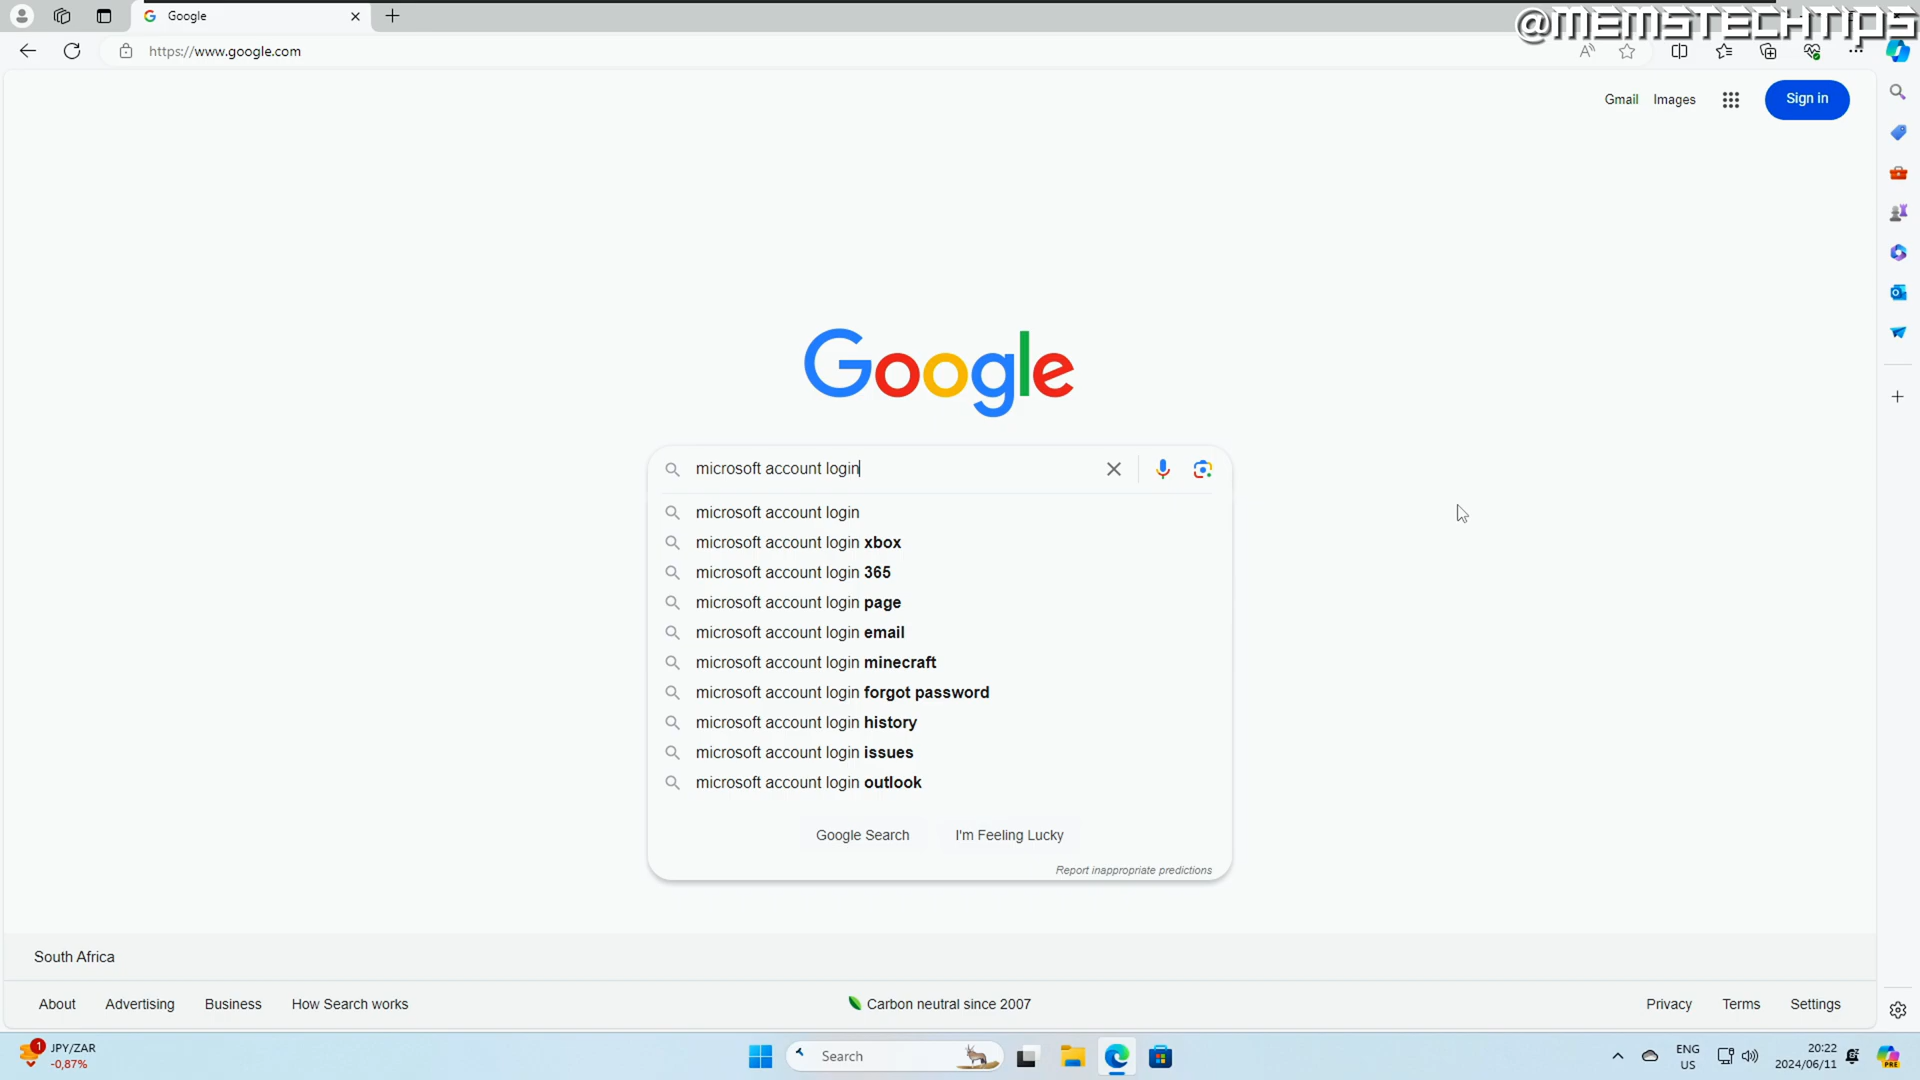 Google
@MEMSTECHTIPS
https://www.google.com
Gmail
Images
Sign in
Google
microsoft account login
microsoft account login
microsoft account login xbox
microsoft account login 365
microsoft account login page
microsoft account login email
microsoft account login minecraft
microsoft account login forgot password
microsoft account login history
microsoft account login issues
microsoft account login outlook
Google Search
I'm Feeling Lucky
Report inappropriate predictions
South Africa
About
Advertising
Business
How Search works
Carbon neutral since 2007
Privacy
Terms
Settings
1
JPY/ZAR
-0,87%
Search
ENG
US
20:22
2024/06/11
PRE